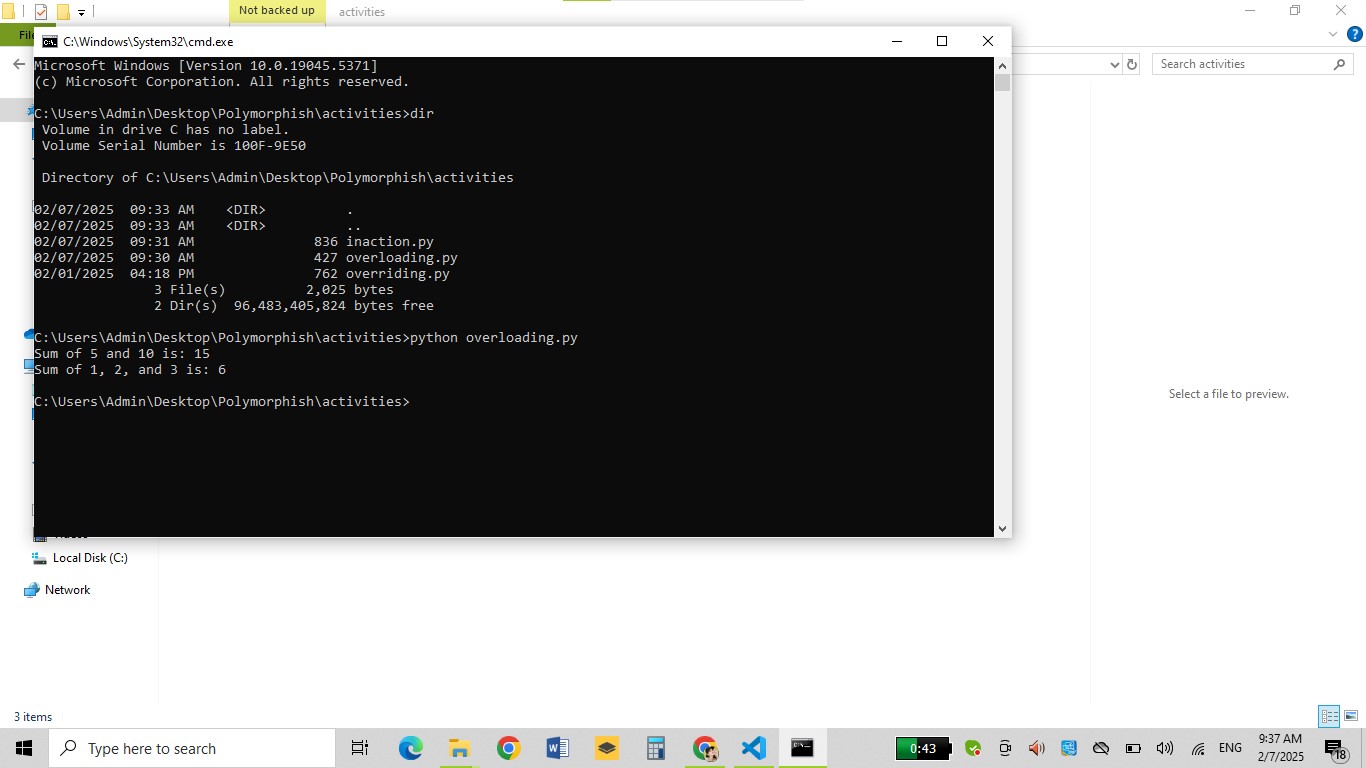 Not backed up
activities
File
C:\Windows\System32\cmd.exe
Search activities
Microsoft Windows [Version 10.0.19045.5371]
(c) Microsoft Corporation. All rights reserved.
C:\Users\Admin\Desktop\Polymorphish\activities>dir
Volume in drive C has no label.
Volume Serial Number is 100F-9E50
Directory of C:\Users\Admin\Desktop\Polymorphish\activities
02/07/2025 09:33 AM <DIR> .
02/07/2025 09:33 AM <DIR> ..
02/07/2025 09:31 AM 836 inaction.py
02/07/2025 09:30 AM 427 overloading.py
02/01/2025 04:18 PM 762 overriding.py
3 File(s) 2,025 bytes
2 Dir(s) 96,483,405,824 bytes free
C:\Users\Admin\Desktop\Polymorphish\activities>python overloading.py
Sum of 5 and 10 is: 15
Sum of 1, 2, and 3 is: 6
C:\Users\Admin\Desktop\Polymorphish\activities>
Select a file to preview.
Local Disk (C:)
Network
3 items
Type here to search
0:43
ENG
9:37 AM
2/7/2025
18